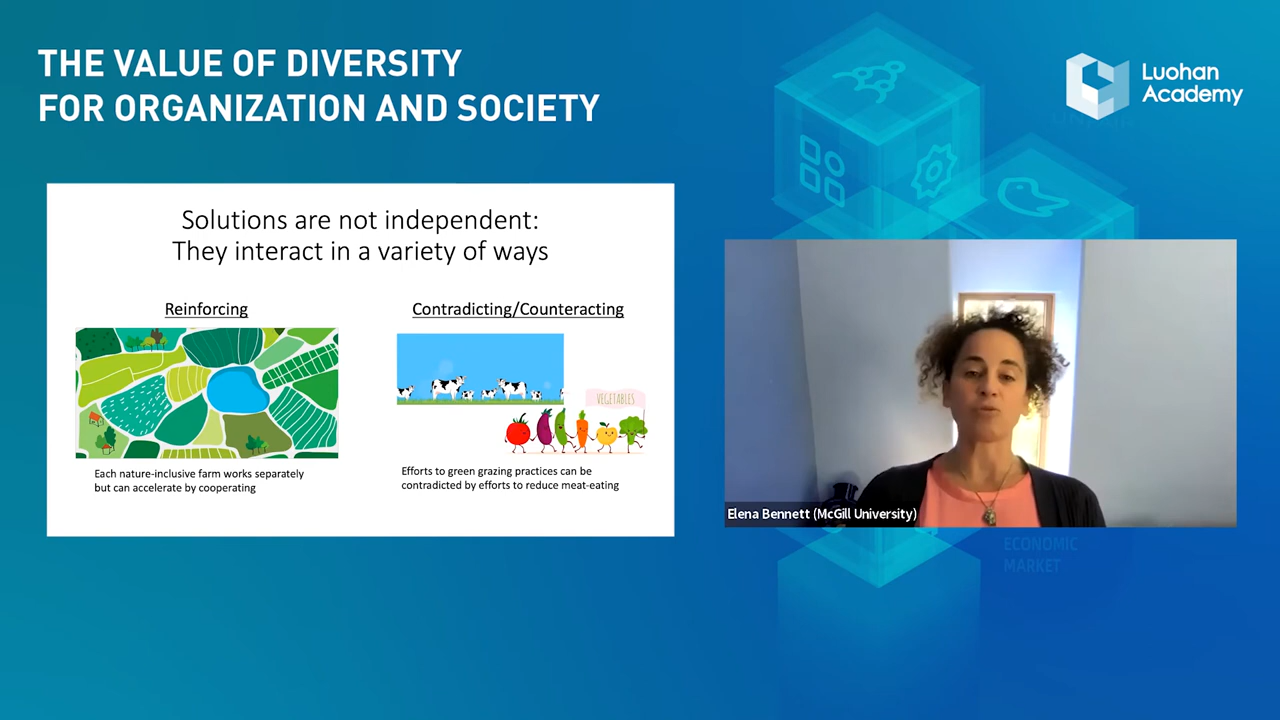 THE VALUE OF DIVERSITY
FOR ORGANIZATION AND SOCIETY
Luohan
Academy
Solutions are not independent:
They interact in a variety of ways
Reinforcing
Contradicting/Counteracting
VEGETABLES
Each nature-inclusive farm works separately
but can accelerate by cooperating
Efforts to green grazing practices can be
contradicted by efforts to reduce meat-eating
Elena Bennett (McGill University)
ECONOMIC
MARKET